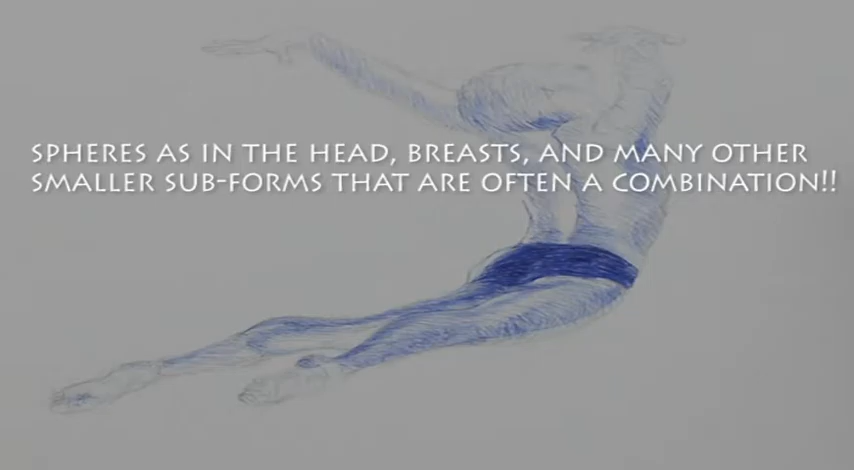 SPHERES AS IN THE HEAD, BREASTS, AND MANY OTHER
SMALLER SUB-FORMS THAT ARE OFTEN A COMBINATION!!